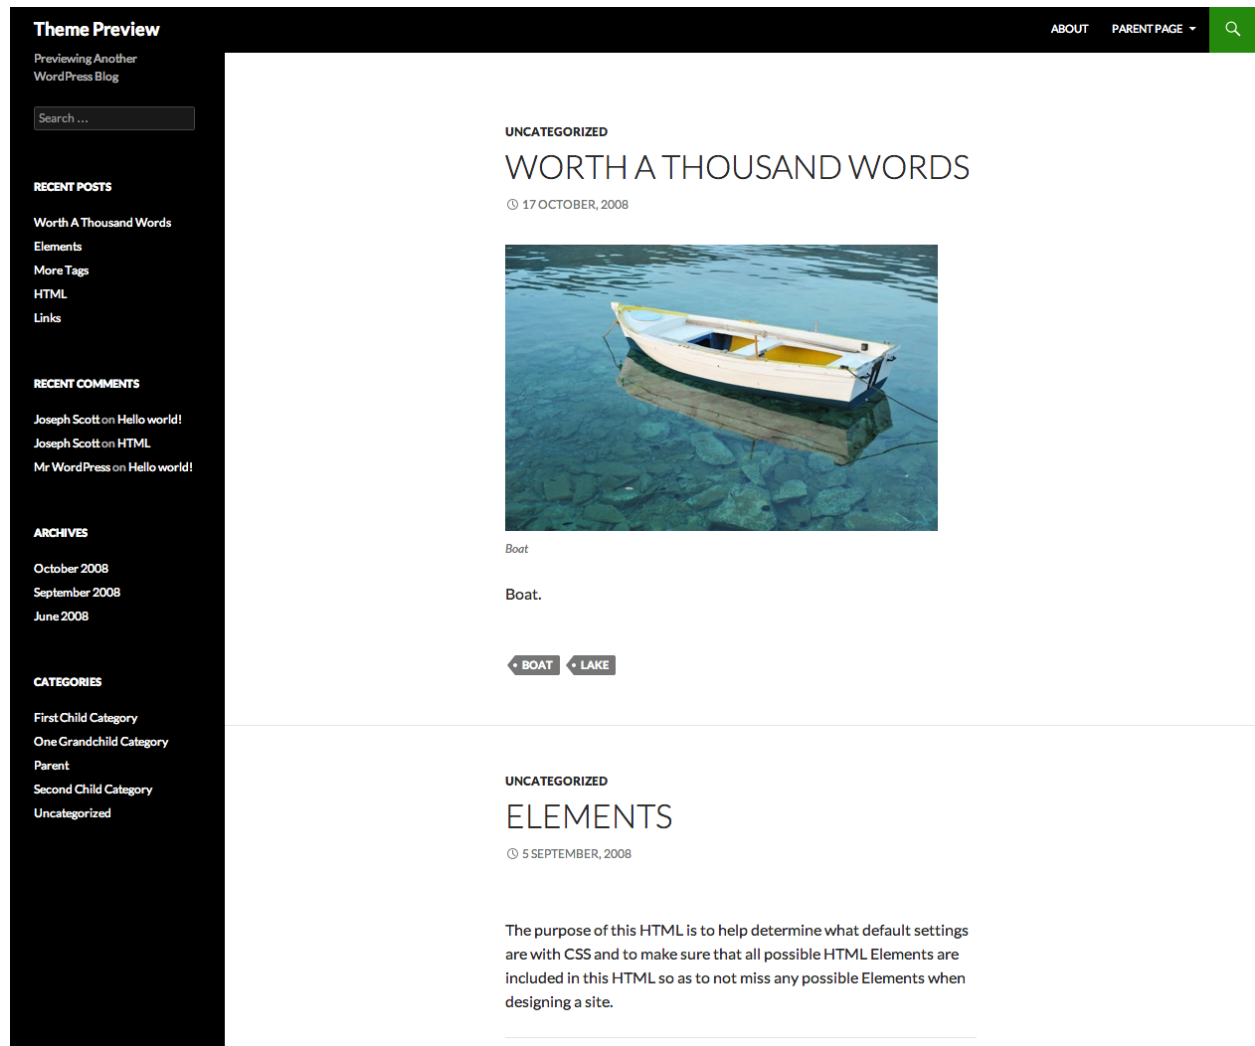 Theme Preview
ABOUT
PARENT PAGE
Previewing Another
WordPress Blog
Search …
RECENT POSTS
Worth A Thousand Words
Elements
More Tags
HTML
Links
RECENT COMMENTS
Joseph Scott on Hello world!
Joseph Scott on HTML
Mr WordPress on Hello world!
ARCHIVES
October 2008
September 2008
June 2008
CATEGORIES
First Child Category
One Grandchild Category
Parent
Second Child Category
Uncategorized
UNCATEGORIZED
WORTH A THOUSAND WORDS
17 OCTOBER, 2008
Boat
Boat.
BOAT
LAKE
UNCATEGORIZED
ELEMENTS
5 SEPTEMBER, 2008
The purpose of this HTML is to help determine what default settings
are with CSS and to make sure that all possible HTML Elements are
included in this HTML so as to not miss any possible Elements when
designing a site.